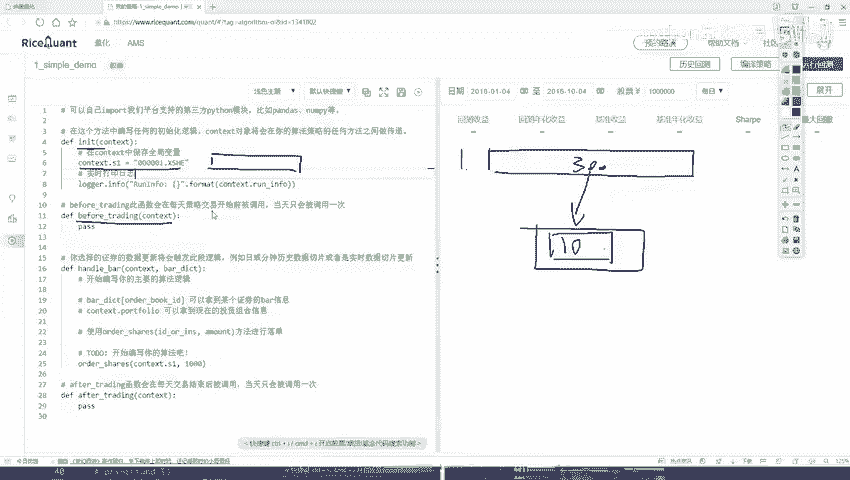 https://www.ricequant.com/quant/
RiceQuant 量化 AMS
帮助文档 社区
1_simple_demo
历史回测 编译策略 运行回测
浅色主题 默认快捷键
日期 2016-01-04 至 2016-10-04 股票 ¥ 1000000 每日 展开
回测收益 回测年化收益 基准收益 基准年化收益 Sharpe 最大回撤
1 # 可以自己import我们平台支持的第三方python模块，比如pandas、numpy等。
2
3 # 在这个方法中编写任何的初始化逻辑。context对象将会在你的算法策略的任何方法之间做传递。
4 def init(context):
5 # 在context中保存全局变量
6 context.s1 = "000001.XSHE"
7 # 实时打印日志
8 logger.info("RunInfo: {}".format(context.run_info))
9
10 # before_trading此函数会在每天策略交易开始前被调用，当天只会被调用一次
11 def before_trading(context):
12 pass
13
14
15 # 你选择的证券的数据更新将会触发此段逻辑，例如日或分钟历史数据切片或者是实时数据切片更新
16 def handle_bar(context, bar_dict):
17 # 开始编写你的主要的算法逻辑
18
19 # bar_dict[order_book_id] 可以拿到某个证券的bar信息
20 # context.portfolio 可以拿到现在的投资组合信息
21
22 # 使用order_shares(id_or_ins, amount)方法进行落单
23
24 # TODO: 开始编写你的算法吧！
25 order_shares(context.s1, 1000)
26
27 # after_trading函数会在每天交易结束后被调用，当天只会被调用一次
28 def after_trading(context):
29 pass
30
1.
10